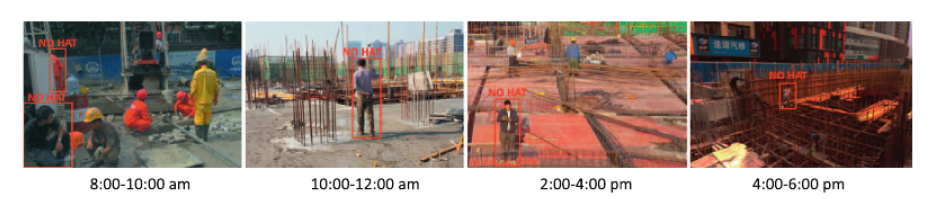 NO HAT
NO HAT
NO HAT
NO HAT
NO HAT
8:00-10:00 am
10:00-12:00 am
2:00-4:00 pm
4:00-6:00 pm